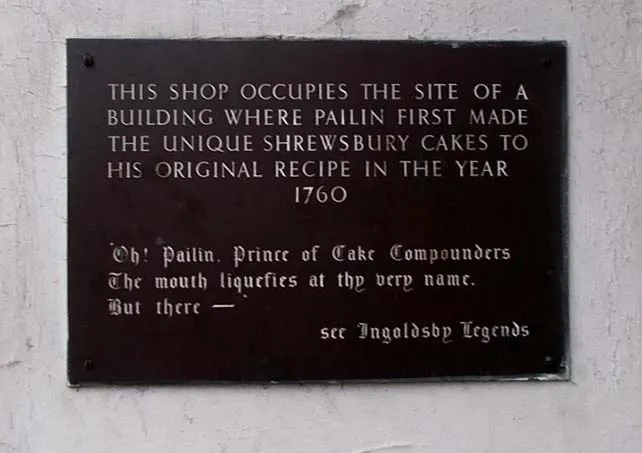 THIS SHOP OCCUPIES THE SITE OF A
BUILDING WHERE PAILIN FIRST MADE
THE UNIQUE SHREWSBURY CAKES TO
HIS ORIGINAL RECIPE IN THE YEAR
1760
'Oh! Pailin, Prince of Cake Compounders
The mouth liquefies at thy very name.
But there — '
see Ingoldsby Legends